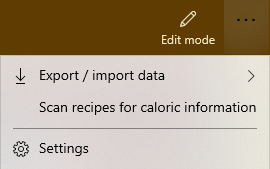 Edit mode
Export / import data
Scan recipes for caloric information
Settings